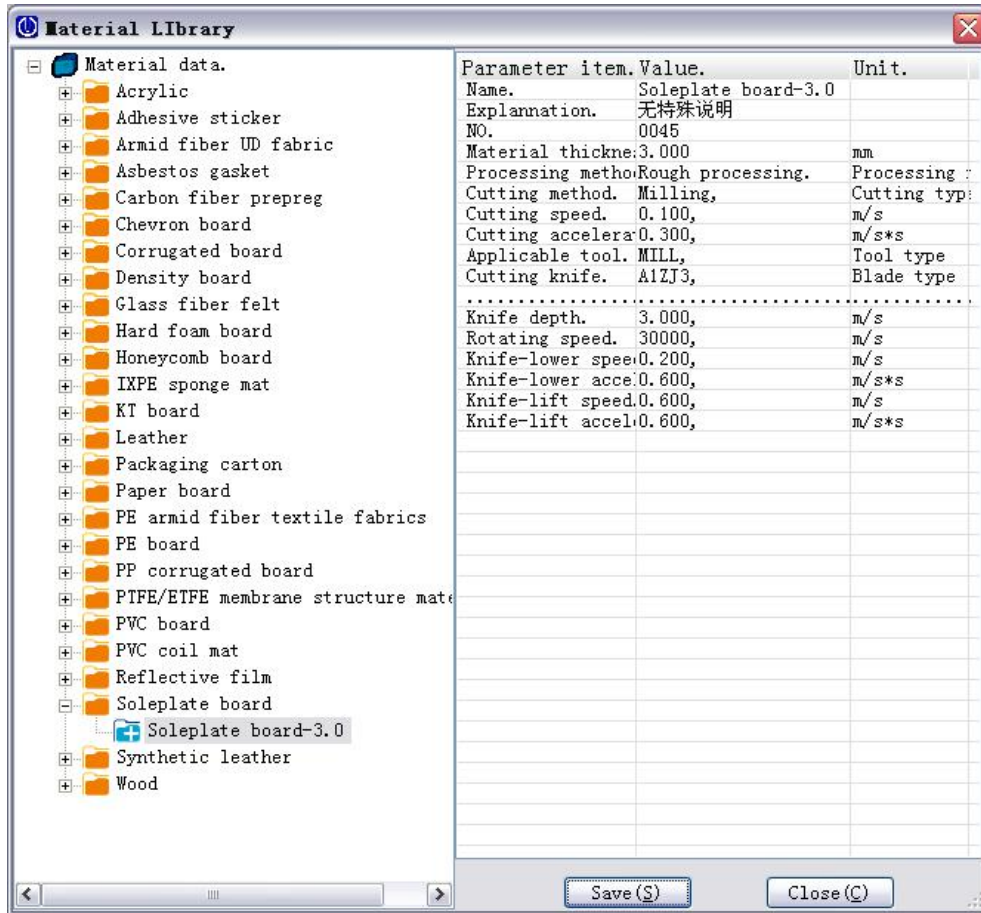 Material LIbrary
Material data.
Acrylic
Adhesive sticker
Armid fiber UD fabric
Asbestos gasket
Carbon fiber prepreg
Chevron board
Corrugated board
Density board
Glass fiber felt
Hard foam board
Honeycomb board
IXPE sponge mat
KT board
Leather
Packaging carton
Paper board
PE armid fiber textile fabrics
PE board
PP corrugated board
PTFE/ETFE membrane structure mate
PVC board
PVC coil mat
Reflective film
Soleplate board
Soleplate board-3.0
Synthetic leather
Wood
Parameter item. Value. Unit.
Name. Soleplate board-3.0
Explannation. 无特殊说明
NO. 0045
Material thickne 3.000 mm
Processing metho Rough processing. Processing
Cutting method. Milling, Cutting typ
Cutting speed. 0.100, m/s
Cutting accelera 0.300, m/s*s
Applicable tool. MILL, Tool type
Cutting knife. A1ZJ3, Blade type
Knife depth. 3.000, m/s
Rotating speed. 30000, m/s
Knife-lower spee 0.200, m/s
Knife-lower acce 0.600, m/s*s
Knife-lift speed. 0.600, m/s
Knife-lift accel 0.600, m/s*s
Save(S) Close(C)